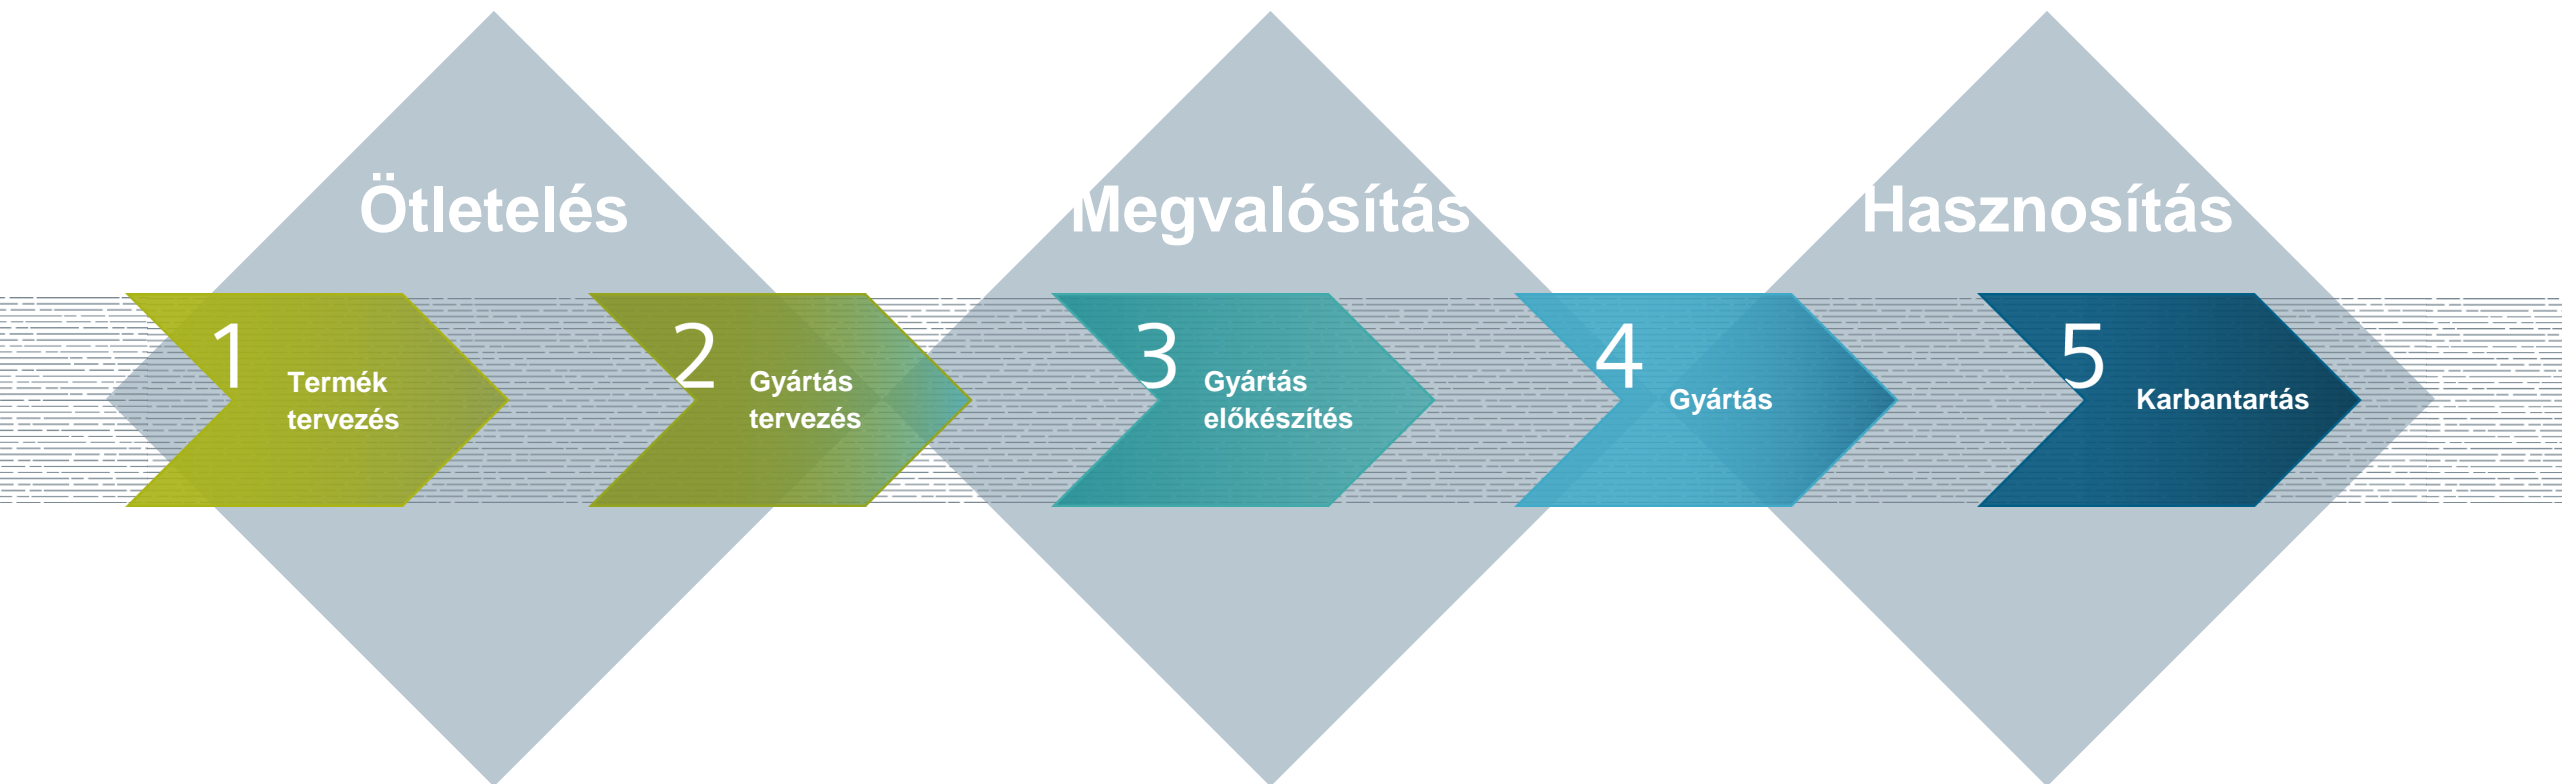 Ötletelés
Megvalósítás
Hasznosítás
1
Termék
tervezés
2
Gyártás
tervezés
3
Gyártás
előkészítés
4
Gyártás
5
Karbantartás